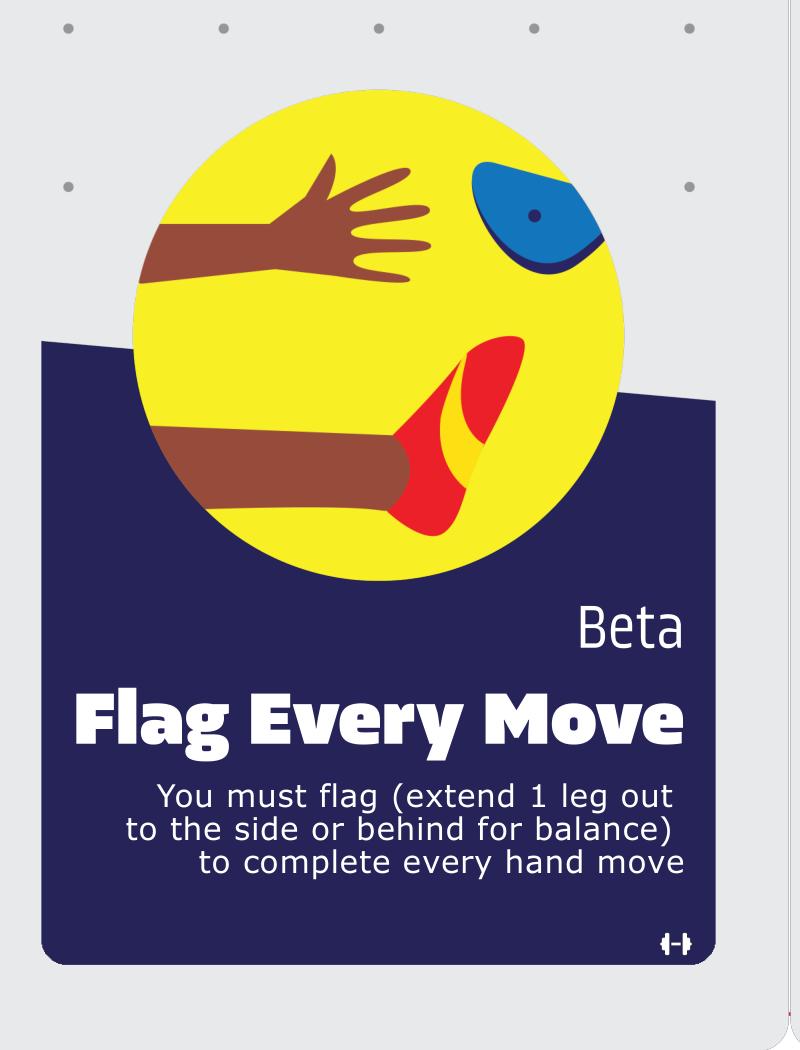 Beta
Flag Every Move
You must flag (extend 1 leg out
to the side or behind for balance)
to complete every hand move